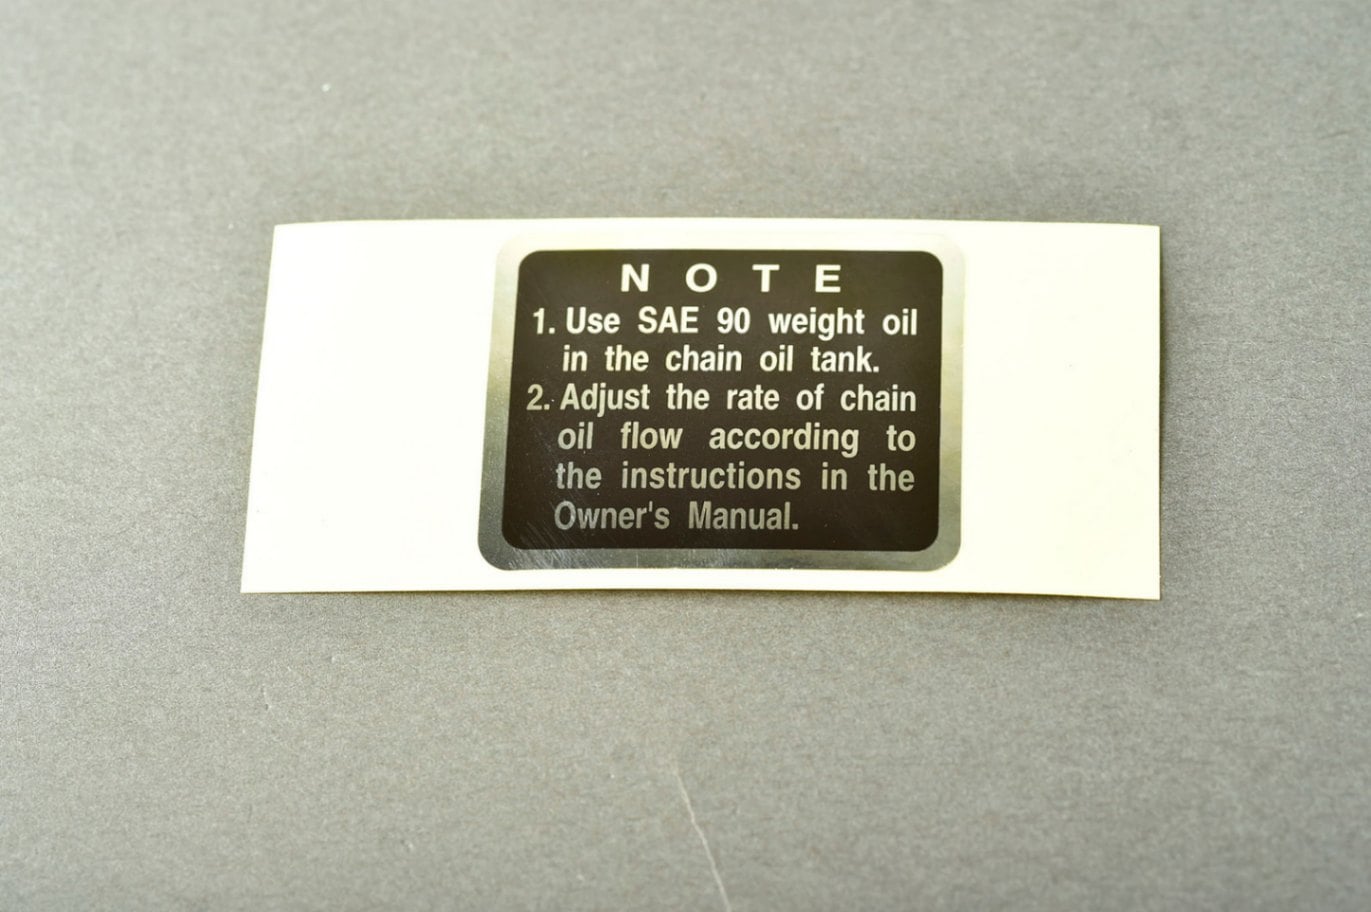 NOTE
1. Use SAE 90 weight oil
in the chain oil tank.
2. Adjust the rate of chain
oil flow according to
the instructions in the
Owner's Manual.